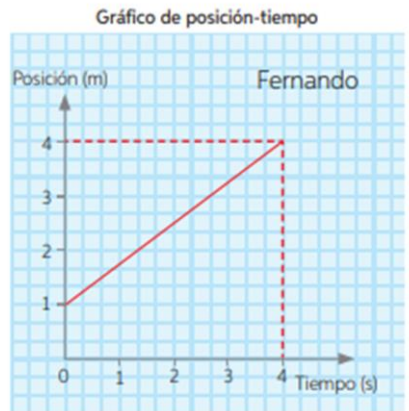 Gráfico de posición-tiempo
Posición (m)
Fernando
4
3
2
1
0 1 2 3 4 Tiempo (s)